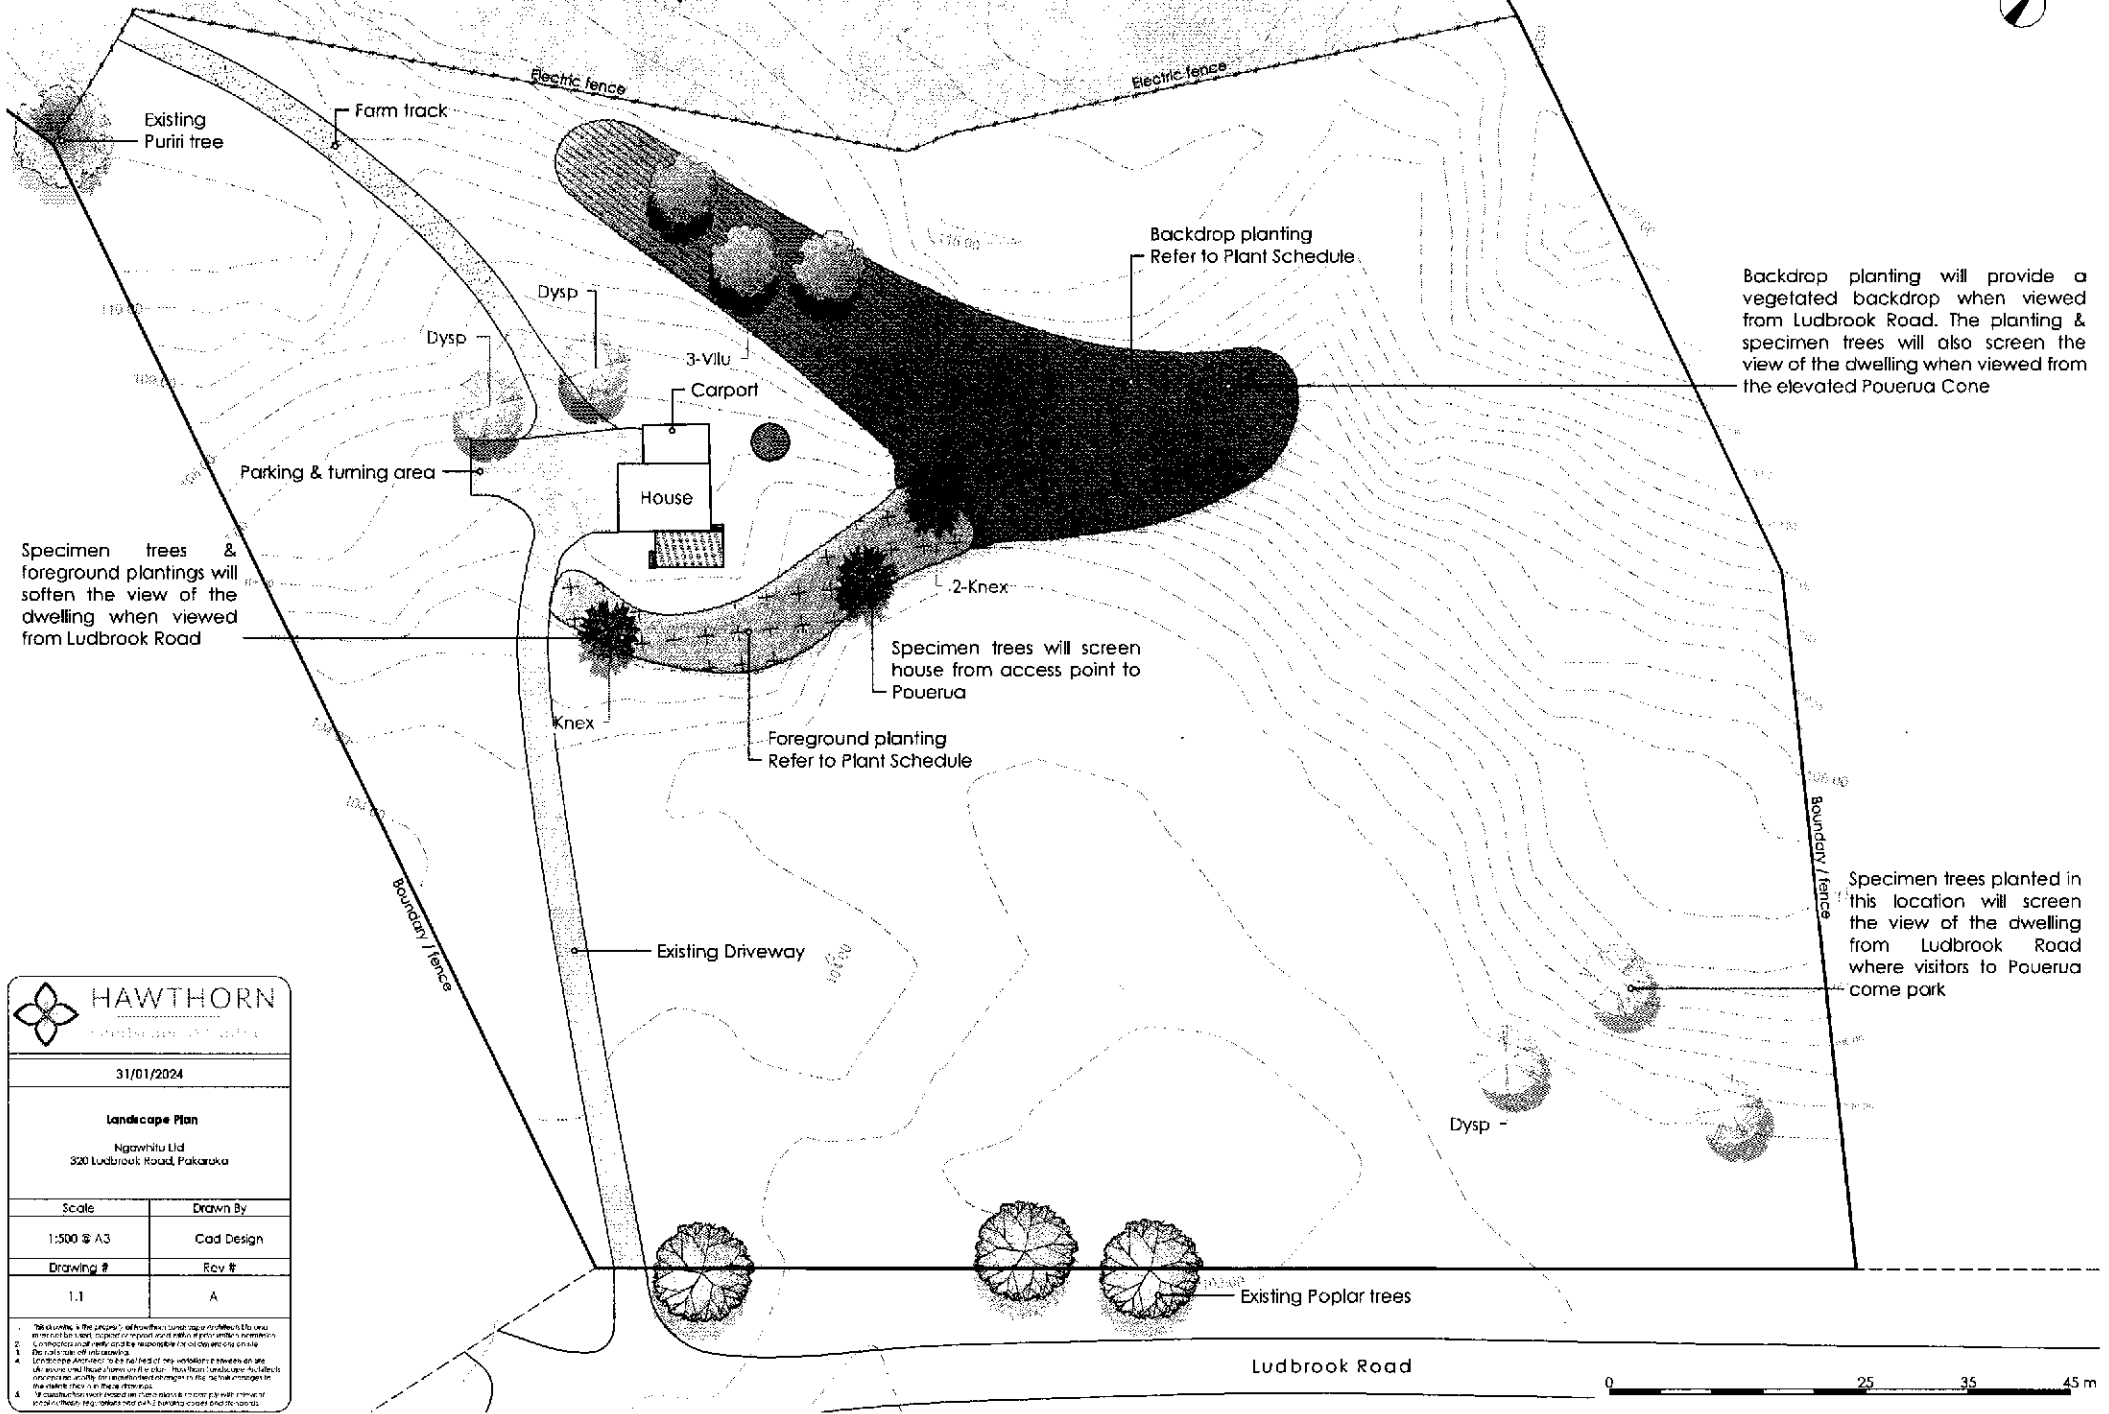 Electric fence
Electric fence
Existing
Puriri tree
Farm track
Backdrop planting
Refer to Plant Schedule
Backdrop planting will provide a
vegetated backdrop when viewed
from Ludbrook Road. The planting &
specimen trees will also screen the
view of the dwelling when viewed from
the elevated Pouerua Cone
Dysp
Dysp
3-Vilu
Carport
Parking & turning area
House
Specimen trees &
foreground plantings will
soften the view of the
dwelling when viewed
from Ludbrook Road
2-Knex
Specimen trees will screen
house from access point to
Pouerua
Knex
Foreground planting
Refer to Plant Schedule
Boundary / fence
Boundary / fence
Specimen trees planted in
this location will screen
the view of the dwelling
from Ludbrook Road
where visitors to Pouerua
come park
Existing Driveway
Dysp
Existing Poplar trees
Ludbrook Road
0 25 35 45 m
HAWTHORN
31/01/2024
Landscape Plan
Ngawhitu Ltd
320 Ludbrook Road, Pakaraka
Scale Drawn By
1:500 @ A3 Cad Design
Drawing # Rev #
1.1 A